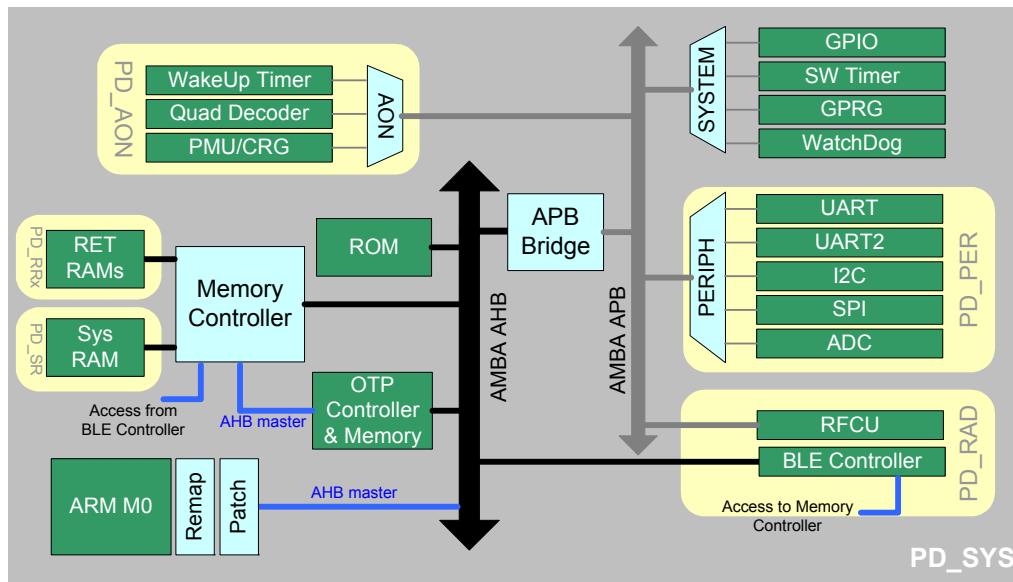 PD_AON
WakeUp Timer
Quad Decoder
PMU/CRG
AON
SYSTEM
GPIO
SW Timer
GPRG
WatchDog
PD_RRx
RET
RAMs
PD_SR
Sys
RAM
Memory
Controller
ROM
APB
Bridge
AMBA AHB
AMBA APB
PERIPH
UART
UART2
I2C
SPI
ADC
PD_PER
Access from
BLE Controller
AHB master
OTP
Controller
& Memory
RFCU
BLE Controller
PD_RAD
Access to Memory
Controller
ARM M0
Remap
Patch
AHB master
PD_SYS